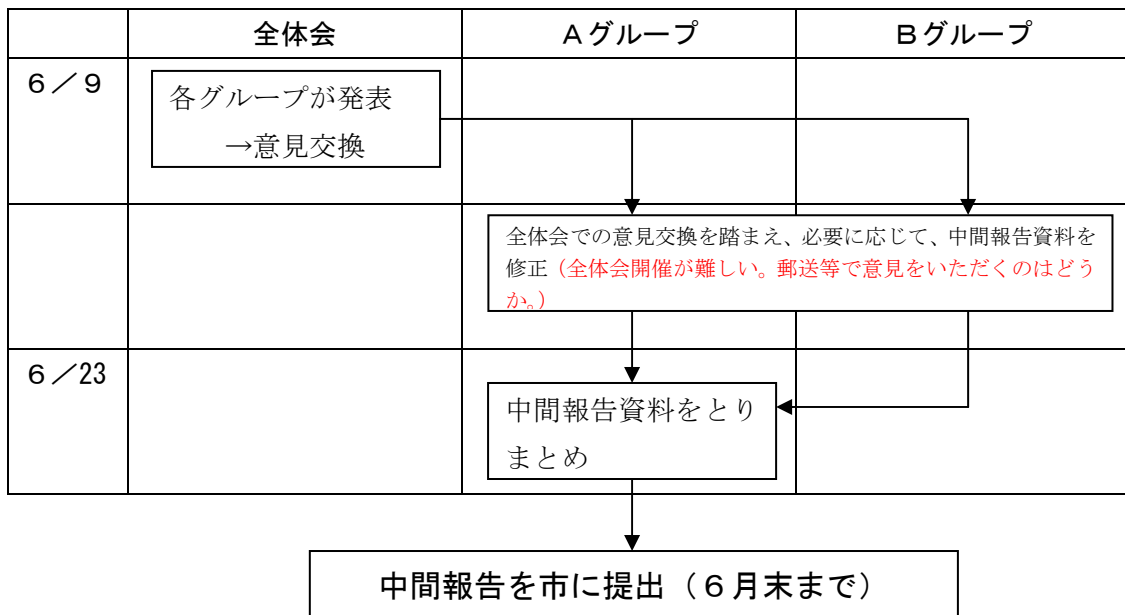 全体会 Aグループ Bグループ
6/9
各グループが発表
→意見交換
全体会での意見交換を踏まえ、必要に応じて、中間報告資料を
修正(全体会開催が難しい。郵送等で意見をいただくのはどう
か。)
6/23
中間報告資料をとり
まとめ
中間報告を市に提出(6月末まで)